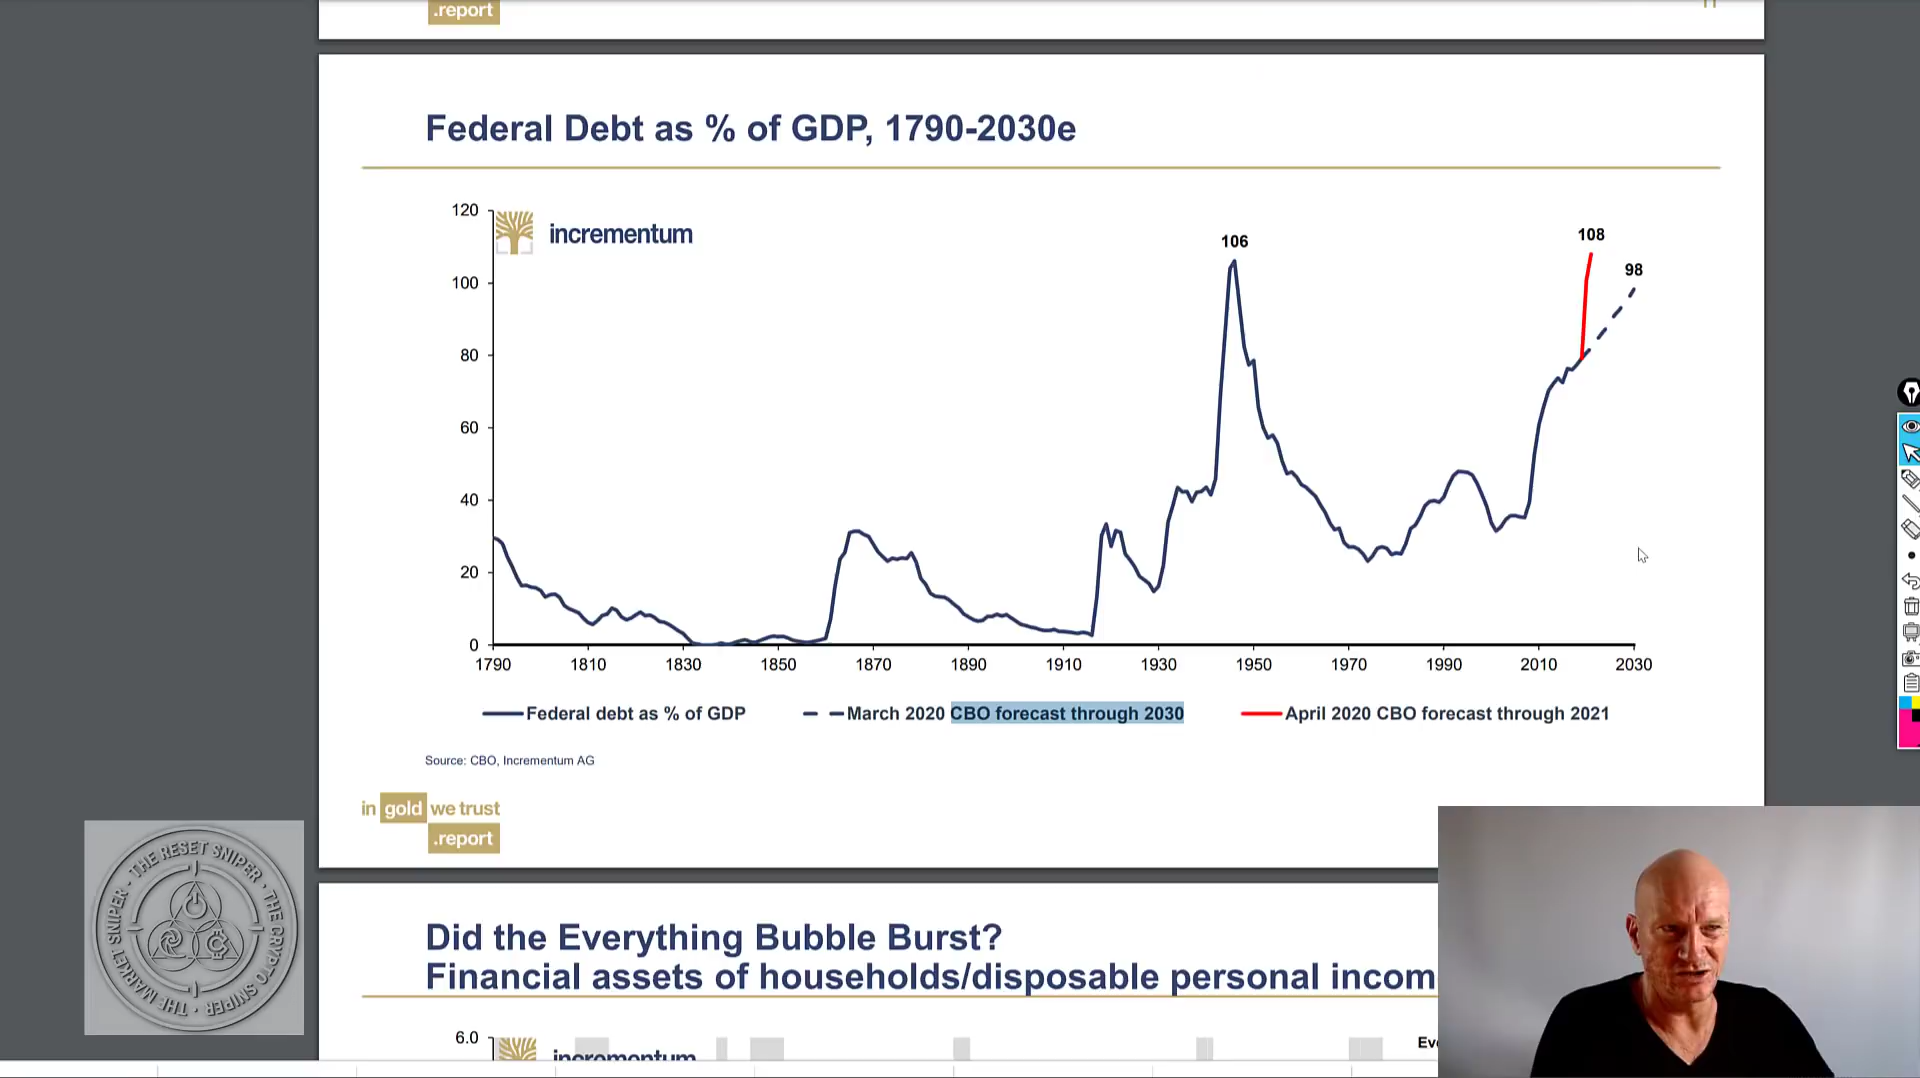 .report
11
Federal Debt as % of GDP, 1790-2030e
incrementum
120
100
80
60
40
20
0
106
108
98
1790 1810 1830 1850 1870 1890 1910 1930 1950 1970 1990 2010 2030
Federal debt as % of GDP
March 2020 CBO forecast through 2030
April 2020 CBO forecast through 2021
Source: CBO, Incrementum AG
in gold we trust
.report
THE RESET SNIPER · THE CRYPTO SNIPER · THE MARKET SNIPER ·
Did the Everything Bubble Burst?
Financial assets of households/disposable personal incom
6.0
incrementum